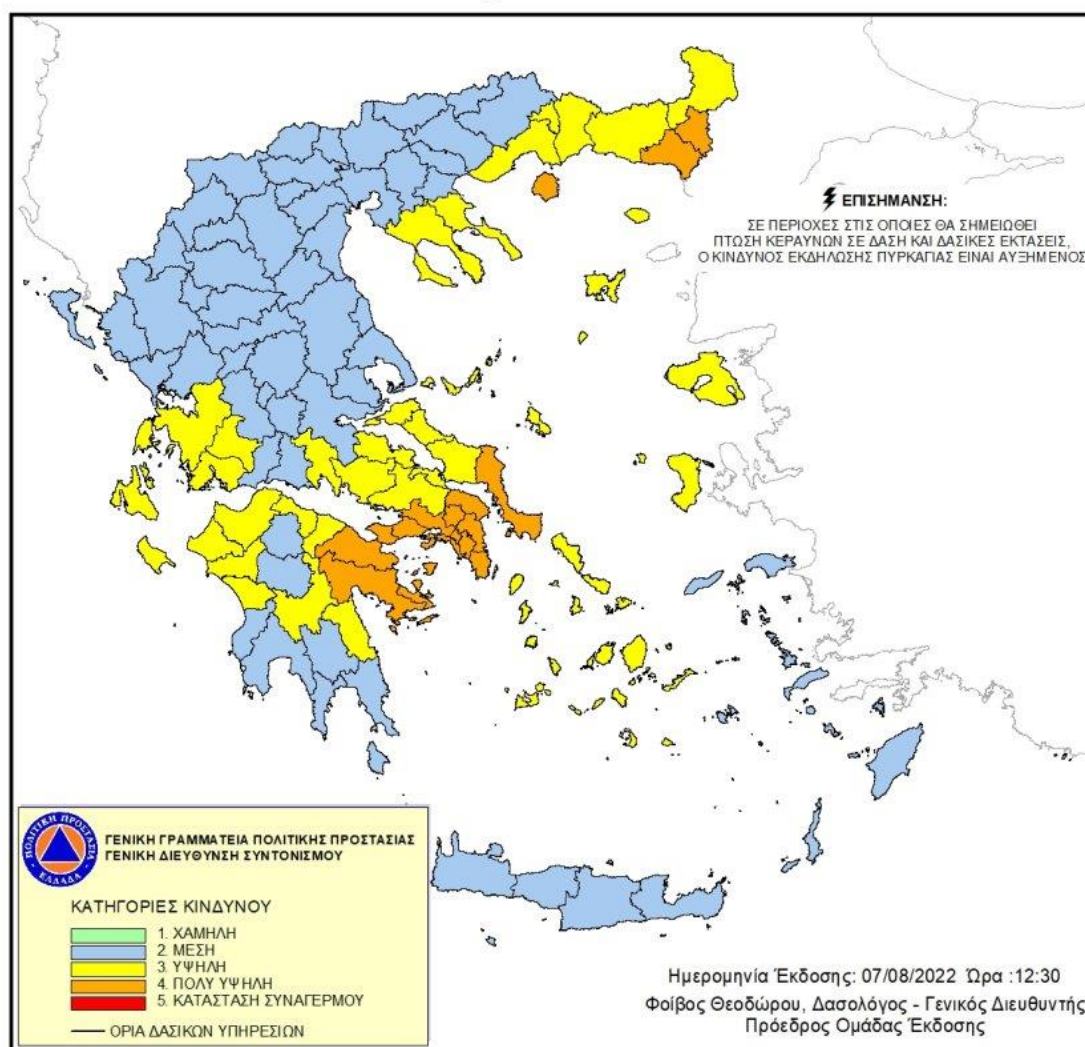 ΕΠΙΣΗΜΑΝΣΗ:
ΣΕ ΠΕΡΙΟΧΕΣ ΣΤΙΣ ΟΠΟΙΕΣ ΘΑ ΣΗΜΕΙΩΘΕΙ
ΠΤΩΣΗ ΚΕΡΑΥΝΩΝ ΣΕ ΔΑΣΗ ΚΑΙ ΔΑΣΙΚΕΣ ΕΚΤΑΣΕΙΣ,
Ο ΚΙΝΔΥΝΟΣ ΕΚΔΗΛΩΣΗΣ ΠΥΡΚΑΓΙΑΣ ΕΙΝΑΙ ΑΥΞΗΜΕΝΟΣ
ΠΟΛΙΤΙΚΗ ΠΡΟΣΤΑΣΙΑ
ΕΛΛΑΔΑ
ΓΕΝΙΚΗ ΓΡΑΜΜΑΤΕΙΑ ΠΟΛΙΤΙΚΗΣ ΠΡΟΣΤΑΣΙΑΣ
ΓΕΝΙΚΗ ΔΙΕΥΘΥΝΣΗ ΣΥΝΤΟΝΙΣΜΟΥ
ΚΑΤΗΓΟΡΙΕΣ ΚΙΝΔΥΝΟΥ
1. ΧΑΜΗΛΗ
2. ΜΕΣΗ
3. ΥΨΗΛΗ
4. ΠΟΛΥ ΥΨΗΛΗ
5. ΚΑΤΑΣΤΑΣΗ ΣΥΝΑΓΕΡΜΟΥ
ΟΡΙΑ ΔΑΣΙΚΩΝ ΥΠΗΡΕΣΙΩΝ
Ημερομηνία Έκδοσης: 07/08/2022 Ώρα :12:30
Φοίβος Θεοδώρου, Δασολόγος - Γενικός Διευθυντής
Πρόεδρος Ομάδας Έκδοσης